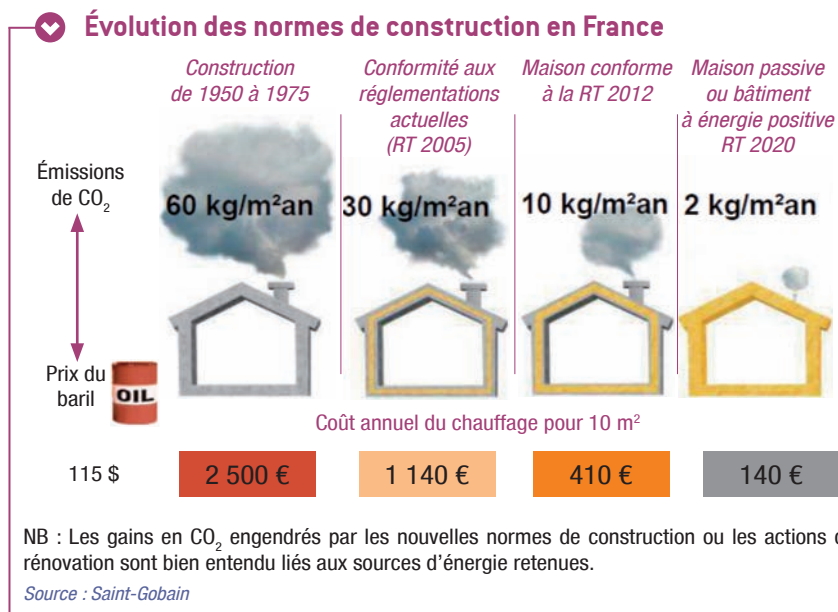 Évolution des normes de construction en France
Construction
de 1950 à 1975
Conformité aux
réglementations
actuelles
(RT 2005)
Maison conforme
à la RT 2012
Maison passive
ou bâtiment
à énergie positive
RT 2020
Émissions
de CO₂
60 kg/m²an
30 kg/m²an
10 kg/m²an
2 kg/m²an
Prix du
baril
OIL
Coût annuel du chauffage pour 10 m²
115 $
2 500 €
1 140 €
410 €
140 €
NB : Les gains en CO₂ engendrés par les nouvelles normes de construction ou les actions
rénovation sont bien entendu liés aux sources d'énergie retenues.
Source : Saint-Gobain